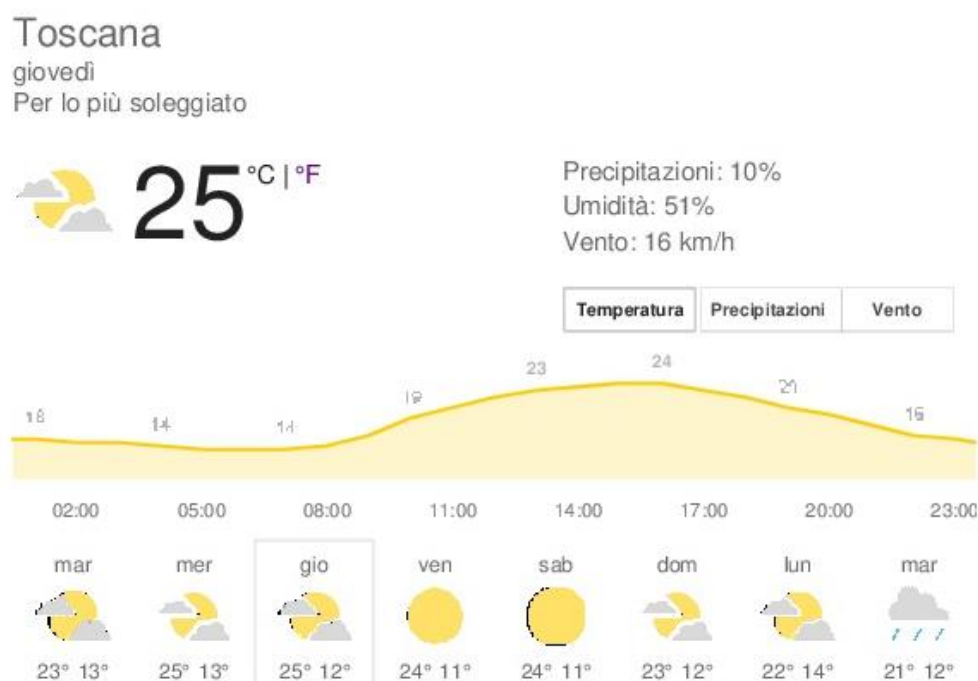 Toscana
giovedì
Per lo più soleggiato
25 °C | °F
Precipitazioni: 10%
Umidità: 51%
Vento: 16 km/h
Temperatura Precipitazioni Vento
14 23 24
02:00 05:00 08:00 11:00 14:00 17:00 20:00 23:00
mar mer gio ven sab dom lun mar
23° 13° 25° 13° 25° 12° 24° 11° 24° 11° 23° 12° 22° 14° 21° 12°